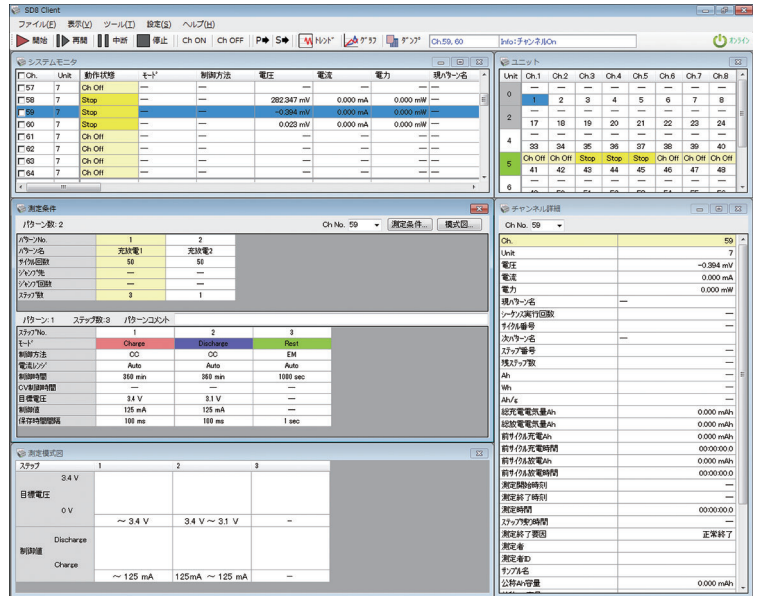 SD8 Client
ファイル(F) 表示(V) ツール(T) 設定(S) ヘルプ(H)
開始 再開 中断 停止 Ch ON Ch OFF P S トレンド グラフ ダンプ Ch.59, 60 Info:チャンネルOn オンライン
システムモニタ
Ch. Unit 動作状態 モード 制御方法 電圧 電流 電力 現パターン名
57 7 Ch Off — — — — — —
58 7 Stop — — 282.347 mV 0.000 mA 0.000 mW —
59 7 Stop — — -0.394 mV 0.000 mA 0.000 mW —
60 7 Stop — — 0.023 mV 0.000 mA 0.000 mW —
61 7 Ch Off — — — — — —
62 7 Ch Off — — — — — —
63 7 Ch Off — — — — — —
64 7 Ch Off — — — — — —
ユニット
Unit Ch.1 Ch.2 Ch.3 Ch.4 Ch.5 Ch.6 Ch.7 Ch.8
0 — — — — — — — —
1 2 3 4 5 6 7 8
2 — — — — — — — —
17 18 19 20 21 22 23 24
4 — — — — — — — —
33 34 35 36 37 38 39 40
5 Ch Off Ch Off Stop Stop Stop Ch Off Ch Off Ch Off
41 42 43 44 45 46 47 48
6 — — — — — — — —
測定条件
パターン数: 2 Ch No. 59 測定条件... 模式図...
パターンNo. 1 2
パターン名 充放電1 充放電2
サイクル回数 50 50
ジャンプ先 — —
ジャンプ回数 — —
ステップ数 3 1
パターン: 1 ステップ数: 3 パターンコメント
ステップNo. 1 2 3
モード Charge Discharge Rest
制御方法 CC CC EM
電流レンジ Auto Auto Auto
制御時間 360 min 360 min 1000 sec
CV制御時間 — — —
目標電圧 3.4 V 3.1 V —
制御値 125 mA 125 mA —
保存時間間隔 100 ms 100 ms 1 sec
測定模式図
ステップ 1 2 3
3.4 V
目標電圧
0 V
～ 3.4 V 3.4 V ～ 3.1 V -
Discharge
制御値
Charge
～ 125 mA 125mA ～ 125 mA -
チャンネル詳細
Ch No. 59
Ch. 59
Unit 7
電圧 -0.394 mV
電流 0.000 mA
電力 0.000 mW
現パターン名 —
シーケンス実行回数 —
サイクル番号 —
次パターン名 —
ステップ番号 —
残ステップ数 —
Ah —
Wh —
Ah/g —
総充電電気量Ah 0.000 mAh
総放電電気量Ah 0.000 mAh
前サイクル充電Ah 0.000 mAh
前サイクル充電時間 00:00:00.0
前サイクル放電Ah 0.000 mAh
前サイクル放電時間 00:00:00.0
測定開始時刻 —
測定終了時刻 —
測定時間 00:00:00.0
ステップ残り時間 —
測定終了要因 正常終了
測定者
測定者ID
サンプル名
公称Ah容量 0.000 mAh